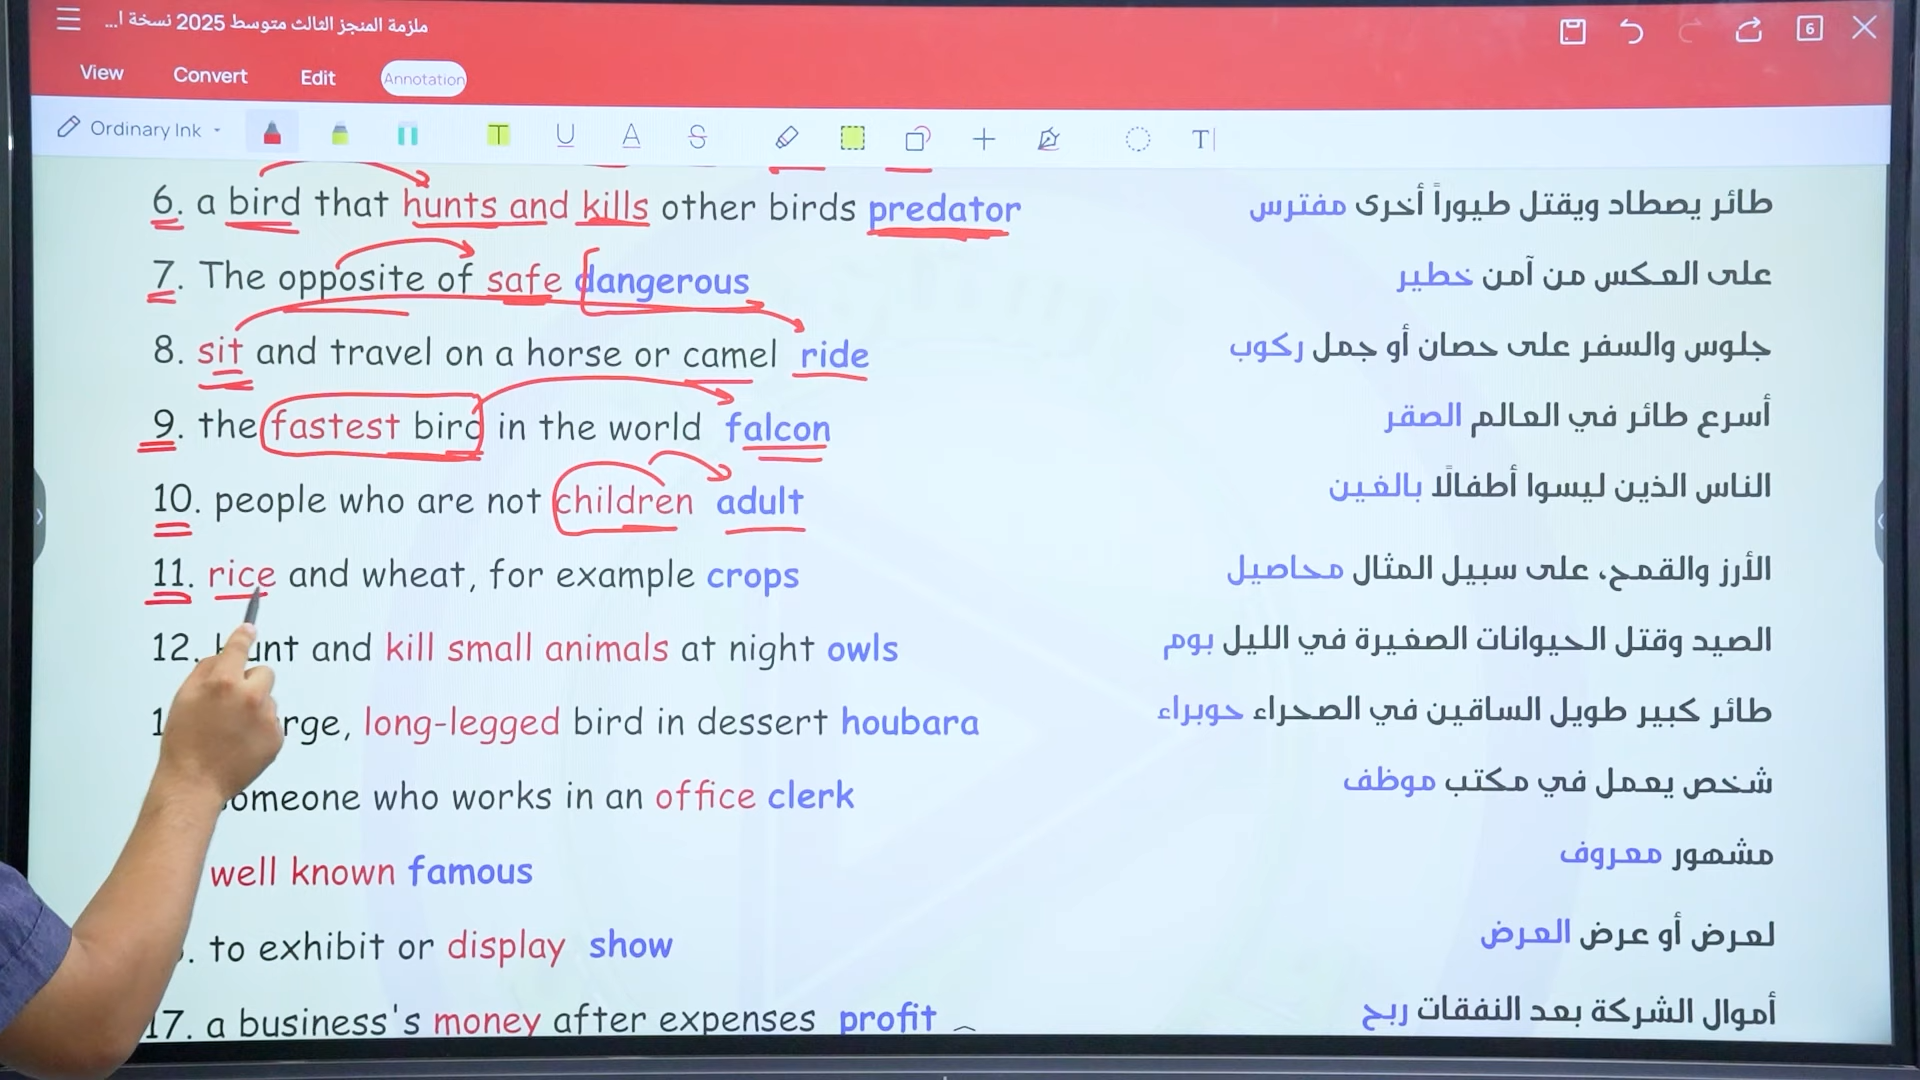 ملزمة المنجز الثالث متوسط 2025 نسخة ا...
6
View Convert Edit Annotation
Ordinary Ink
6. a bird that hunts and kills other birds predator
طائر يصطاد ويقتل طيوراً أخرى مفترس
7. The opposite of safe dangerous
على العكس من آمن خطير
8. sit and travel on a horse or camel ride
جلوس والسفر على حصان أو جمل ركوب
9. the fastest bird in the world falcon
أسرع طائر في العالم الصقر
10. people who are not children adult
الناس الذين ليسوا أطفالًا بالغين
11. rice and wheat, for example crops
الأرز والقمح، على سبيل المثال محاصيل
12. hunt and kill small animals at night owls
الصيد وقتل الحيوانات الصغيرة في الليل بوم
long-legged bird in dessert houbara
طائر كبير طويل الساقين في الصحراء حوبراء
someone who works in an office clerk
شخص يعمل في مكتب موظف
well known famous
مشهور معروف
to exhibit or display show
لعرض أو عرض العرض
17. a business's money after expenses profit
أموال الشركة بعد النفقات ربح